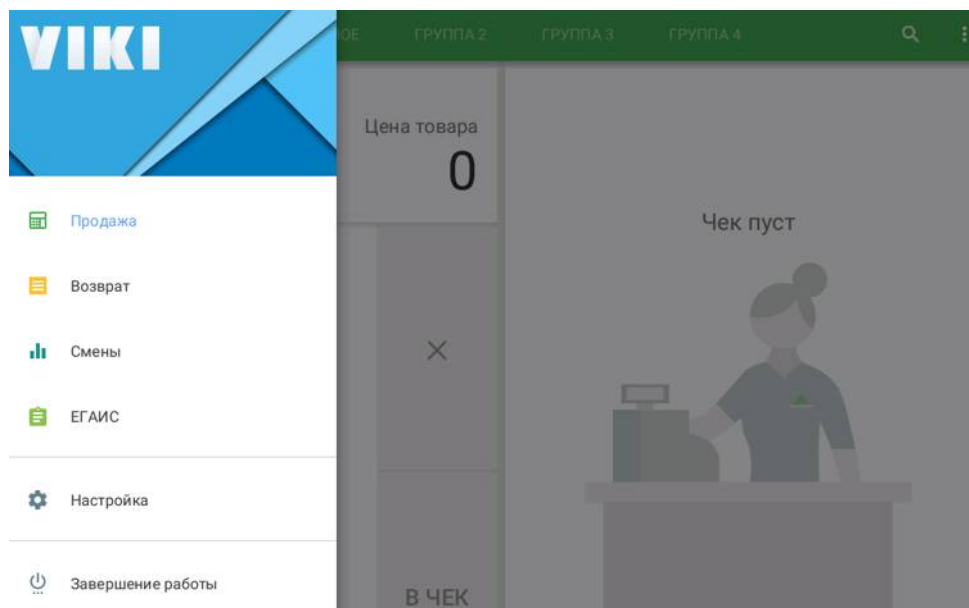 VIKI
ОЕ ГРУППА 2 ГРУППА 3 ГРУППА 4
Цена товара
0
Чек пуст
Продажа
Возврат
Смены
ЕГАИС
Настройка
Завершение работы
В ЧЕК